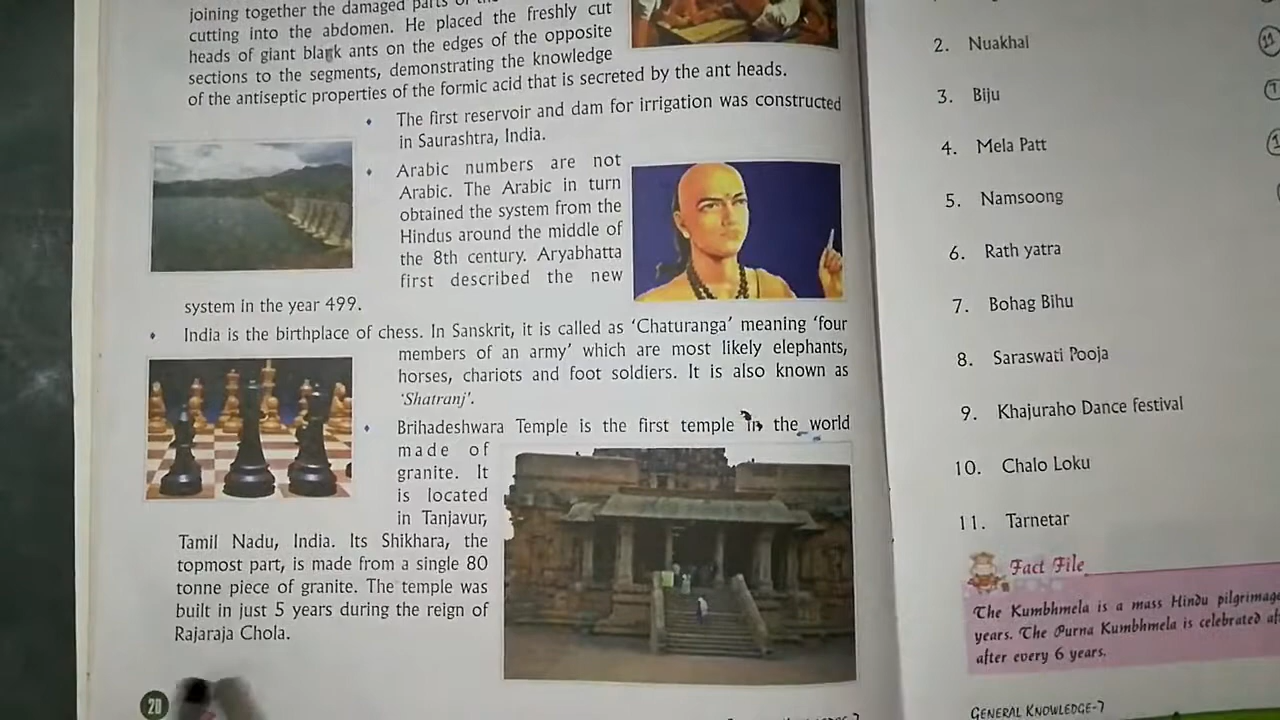 joining together the damaged parts of the
cutting into the abdomen. He placed the freshly cut
heads of giant black ants on the edges of the opposite
sections to the segments, demonstrating the knowledge
of the antiseptic properties of the formic acid that is secreted by the ant heads.
• The first reservoir and dam for irrigation was constructed
in Saurashtra, India.
• Arabic numbers are not
Arabic. The Arabic in turn
obtained the system from the
Hindus around the middle of
the 8th century. Aryabhatta
first described the new
system in the year 499.
• India is the birthplace of chess. In Sanskrit, it is called as ‘Chaturanga’ meaning ‘four
members of an army’ which are most likely elephants,
horses, chariots and foot soldiers. It is also known as
‘Shatranj’.
• Brihadeshwara Temple is the first temple in the world
made of
granite. It
is located
in Tanjavur,
Tamil Nadu, India. Its Shikhara, the
topmost part, is made from a single 80
tonne piece of granite. The temple was
built in just 5 years during the reign of
Rajaraja Chola.
20
2. Nuakhai
11
3. Biju
4. Mela Patt
5. Namsoong
6. Rath yatra
7. Bohag Bihu
8. Saraswati Pooja
9. Khajuraho Dance festival
10. Chalo Loku
11. Tarnetar
Fact File
The Kumbhmela is a mass Hindu pilgrimage
years. The Purna Kumbhmela is celebrated
after every 6 years.
GENERAL KNOWLEDGE-7